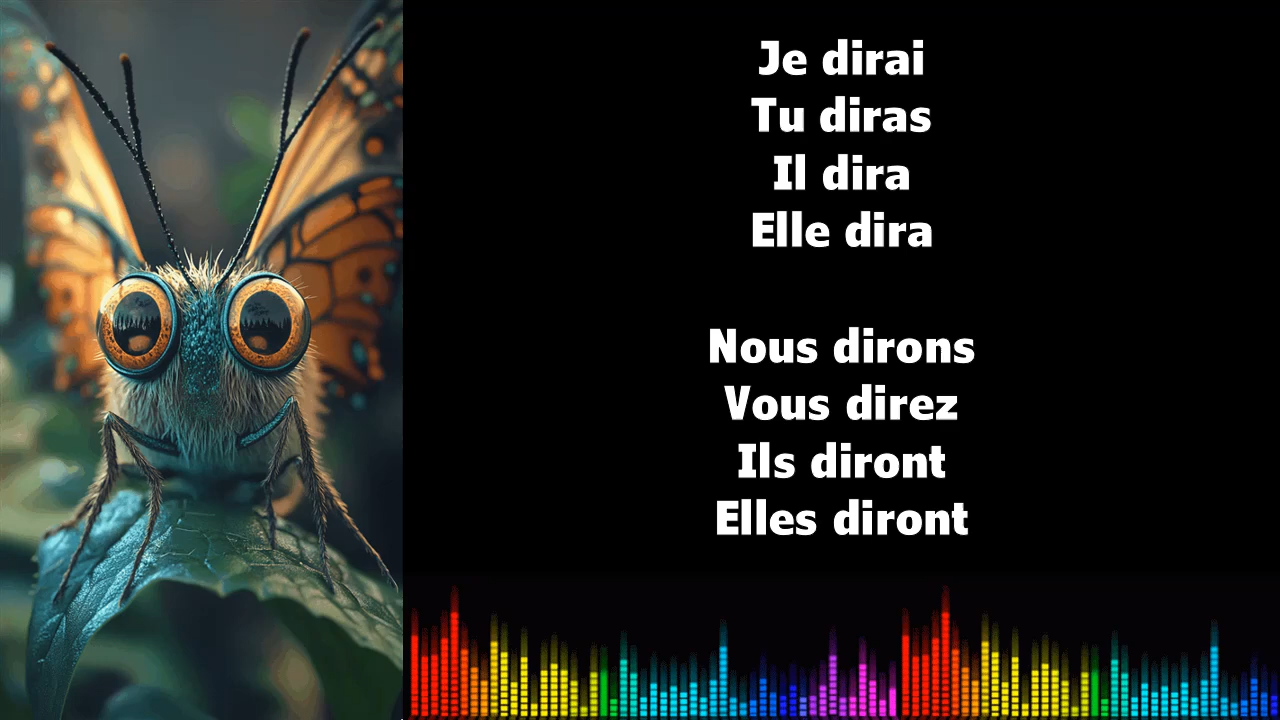 Je dirai
Tu diras
Il dira
Elle dira
Nous dirons
Vous direz
Ils diront
Elles diront